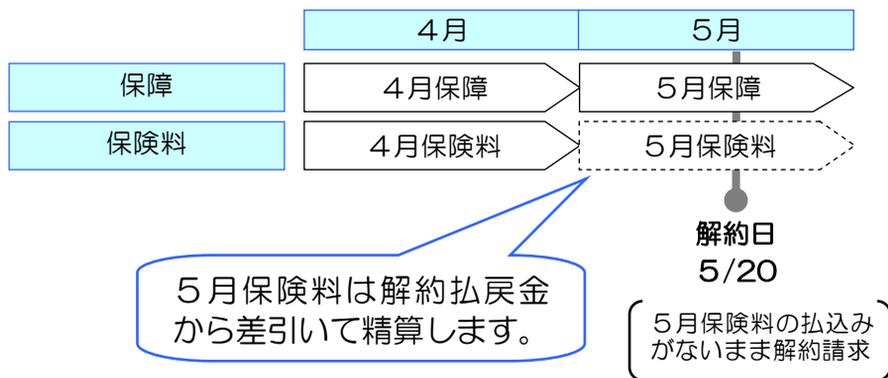 4月 5月
保障 4月保障 5月保障
保険料 4月保険料 5月保険料
解約日
5/20
5月保険料は解約払戻金
から差引いて精算します。
5月保険料の払込み
がないまま解約請求